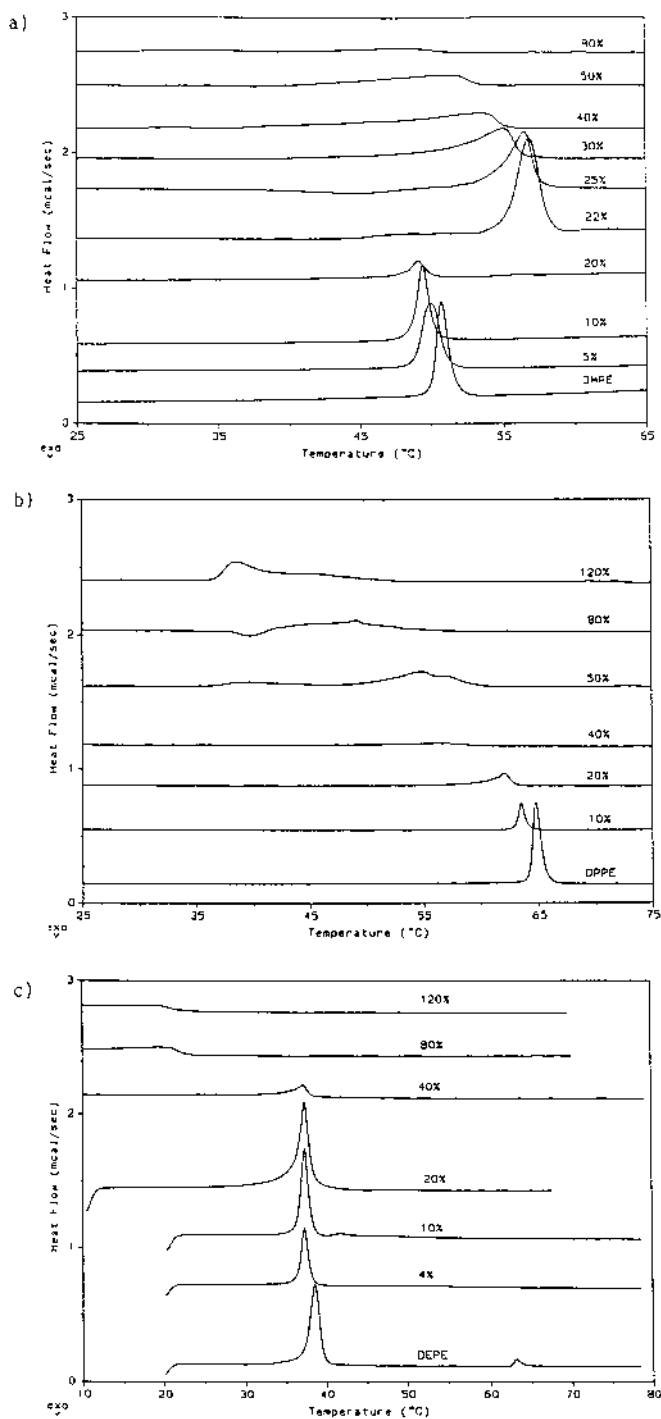 a)
3
90%
50%
40%
30%
2
25%
22%
20%
1
10%
5%
DMPE
0
25 35 45 55 65
exo
Temperature (°C)
Heat Flow (mcal/sec)
b)
3
120%
80%
2
50%
40%
1
20%
10%
DPPE
0
25 35 45 55 65 75
exo
Temperature (°C)
Heat Flow (mcal/sec)
c)
3
120%
80%
40%
2
20%
10%
1
4%
DEPE
0
10 20 30 40 50 60 70 80
exo
Temperature (°C)
Heat Flow (mcal/sec)